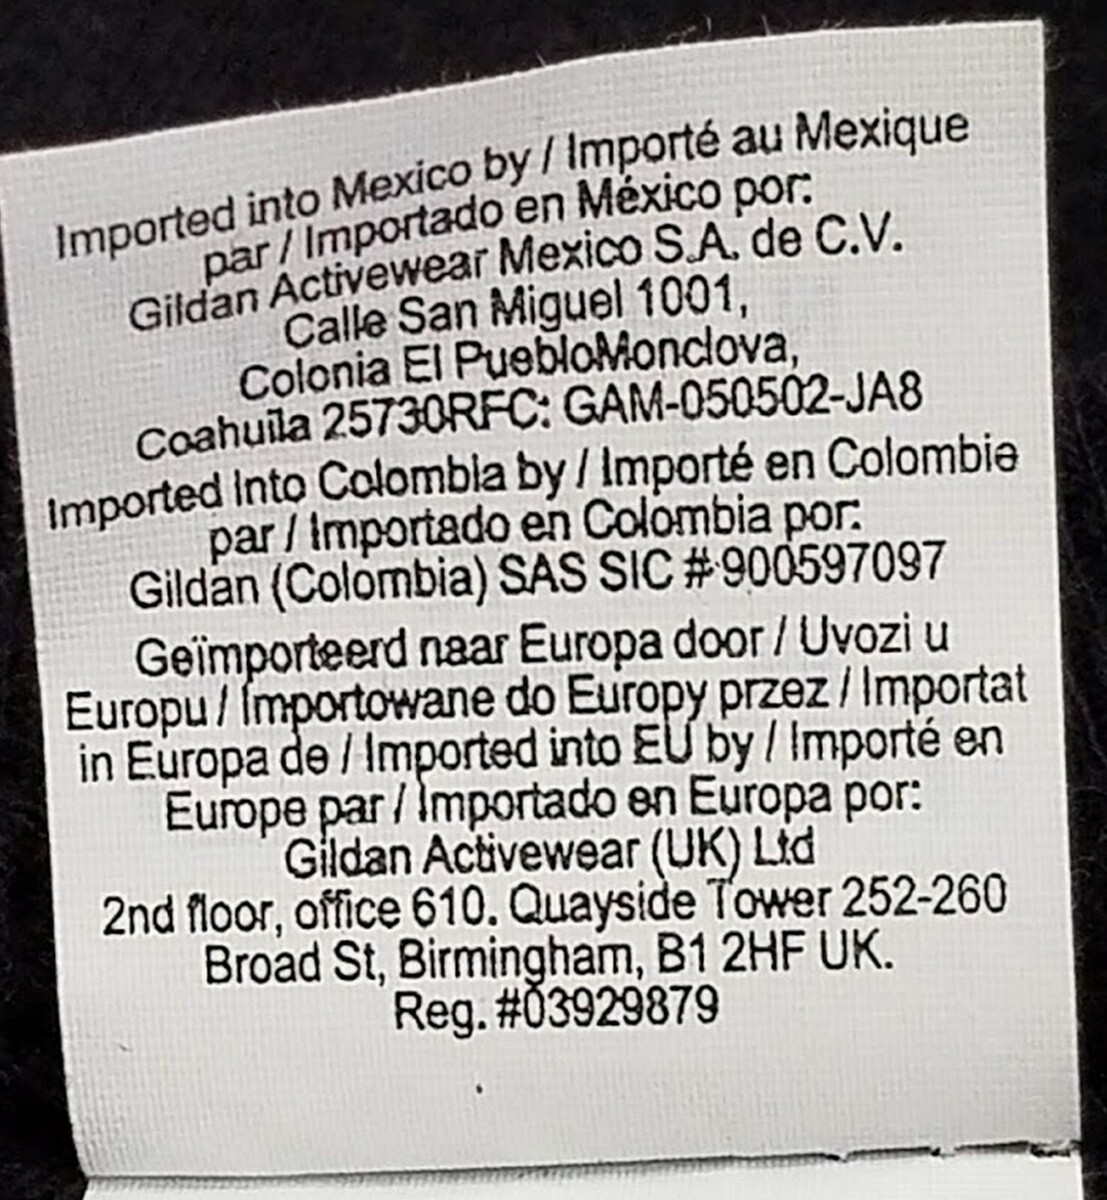 Imported into Mexico by / Importé au Mexique
par / Importado en México por:
Gildan Activewear Mexico S.A. de C.V.
Calle San Miguel 1001,
Colonia El PuebloMonclova,
Coahuila 25730RFC: GAM-050502-JA8
Imported Into Colombia by / Importé en Colombie
par / Importado en Colombia por:
Gildan (Colombia) SAS SIC # 900597097
Geïmporteerd naar Europa door / Uvozi u
Europu / Importowane do Europy przez / Importat
in Europa de / Imported into EU by / Importé en
Europe par / Importado en Europa por:
Gildan Activewear (UK) Ltd
2nd floor, office 610. Quayside Tower 252-260
Broad St, Birmingham, B1 2HF UK.
Reg. #03929879